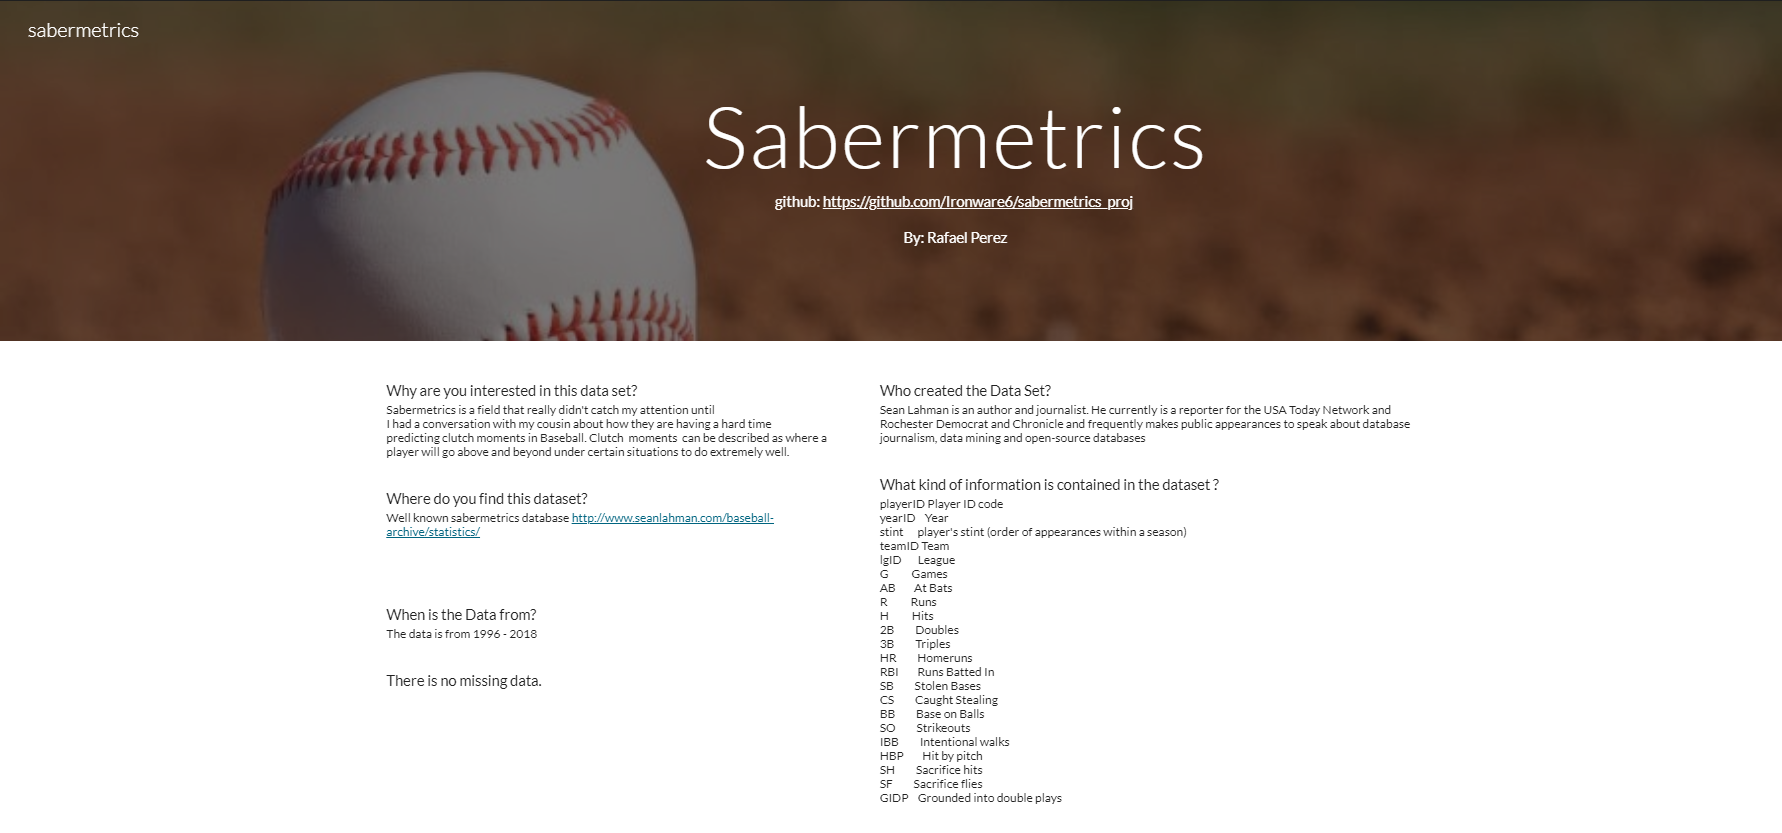 sabermetrics
Sabermetrics
github: https://github.com/Ironware6/sabermetrics_proj
By: Rafael Perez
Why are you interested in this data set?
Sabermetrics is a field that really didn't catch my attention until
I had a conversation with my cousin about how they are having a hard time
predicting clutch moments in Baseball. Clutch moments can be described as where a
player will go above and beyond under certain situations to do extremely well.
Where do you find this dataset?
Well known sabermetrics database http://www.seanlahman.com/baseball-
archive/statistics/
When is the Data from?
The data is from 1996 - 2018
There is no missing data.
Who created the Data Set?
Sean Lahman is an author and journalist. He currently is a reporter for the USA Today Network and
Rochester Democrat and Chronicle and frequently makes public appearances to speak about database
journalism, data mining and open-source databases
What kind of information is contained in the dataset ?
playerID Player ID code
yearID Year
stint player's stint (order of appearances within a season)
teamID Team
lgID League
G Games
AB At Bats
R Runs
H Hits
2B Doubles
3B Triples
HR Homeruns
RBI Runs Batted In
SB Stolen Bases
CS Caught Stealing
BB Base on Balls
SO Strikeouts
IBB Intentional walks
HBP Hit by pitch
SH Sacrifice hits
SF Sacrifice flies
GIDP Grounded into double plays